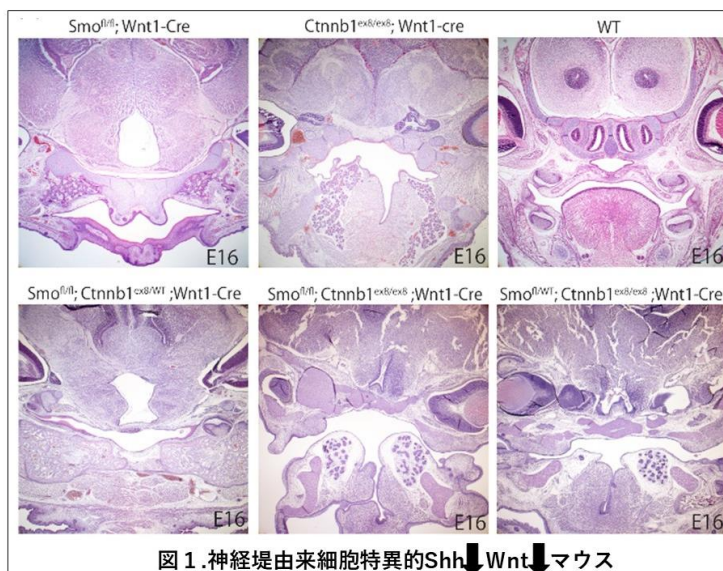 Smo^fl/fl; Wnt1-Cre
Ctnnb1^ex8/ex8; Wnt1-cre
WT
E16
E16
E16
Smo^fl/fl; Ctnnb1^ex8/WT ;Wnt1-Cre
Smo^fl/fl; Ctnnb1^ex8/ex8 ;Wnt1-Cre
Smo^fl/WT; Ctnnb1^ex8/ex8 ;Wnt1-Cre
E16
E16
E16
図1.神経堤由来細胞特異的Shh⬇Wnt⬇マウス